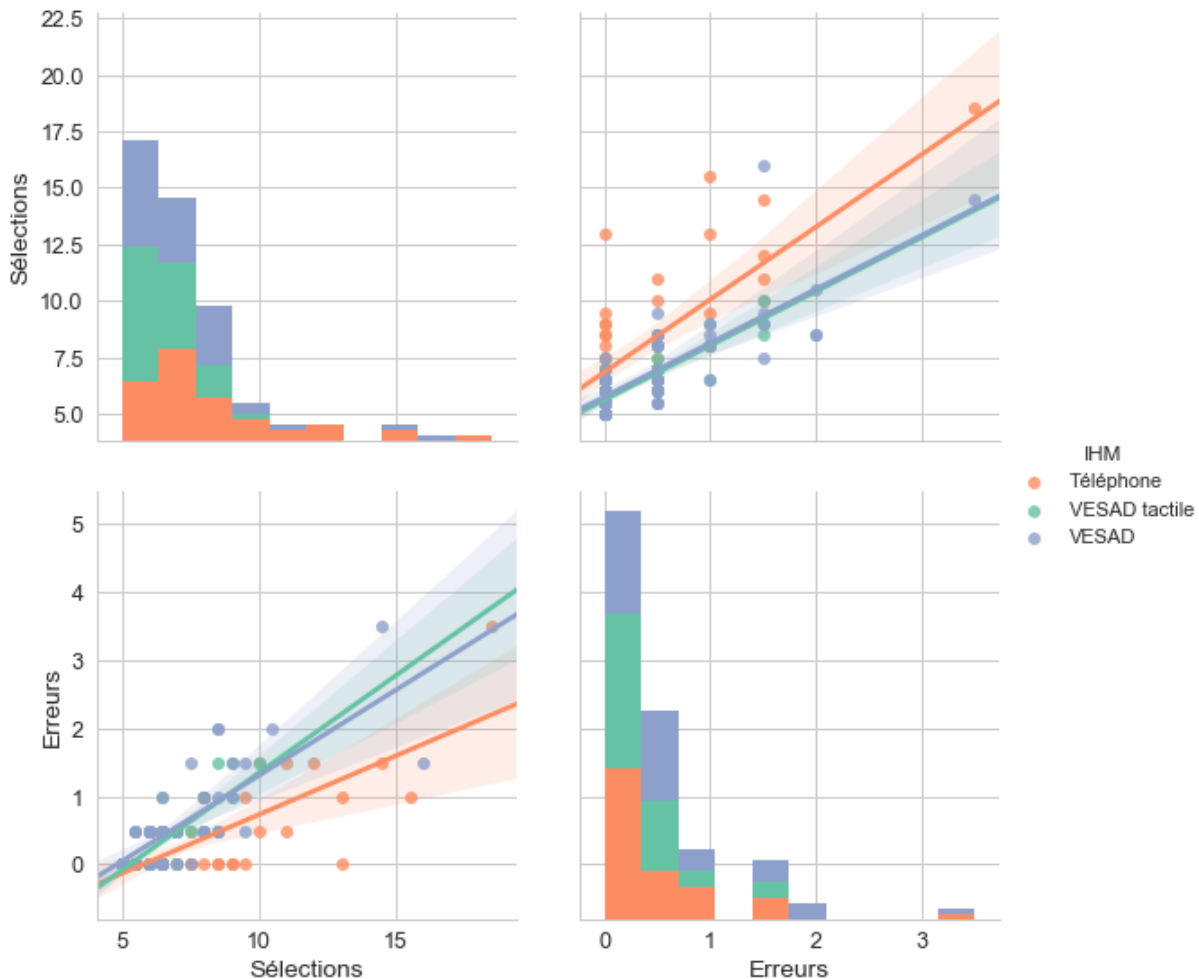 22.5
20.0
17.5
15.0
12.5
10.0
7.5
5.0
Sélections
IHM
Téléphone
VESAD tactile
VESAD
5
4
3
2
1
0
Erreurs
5 10 15
Sélections
0 1 2 3
Erreurs